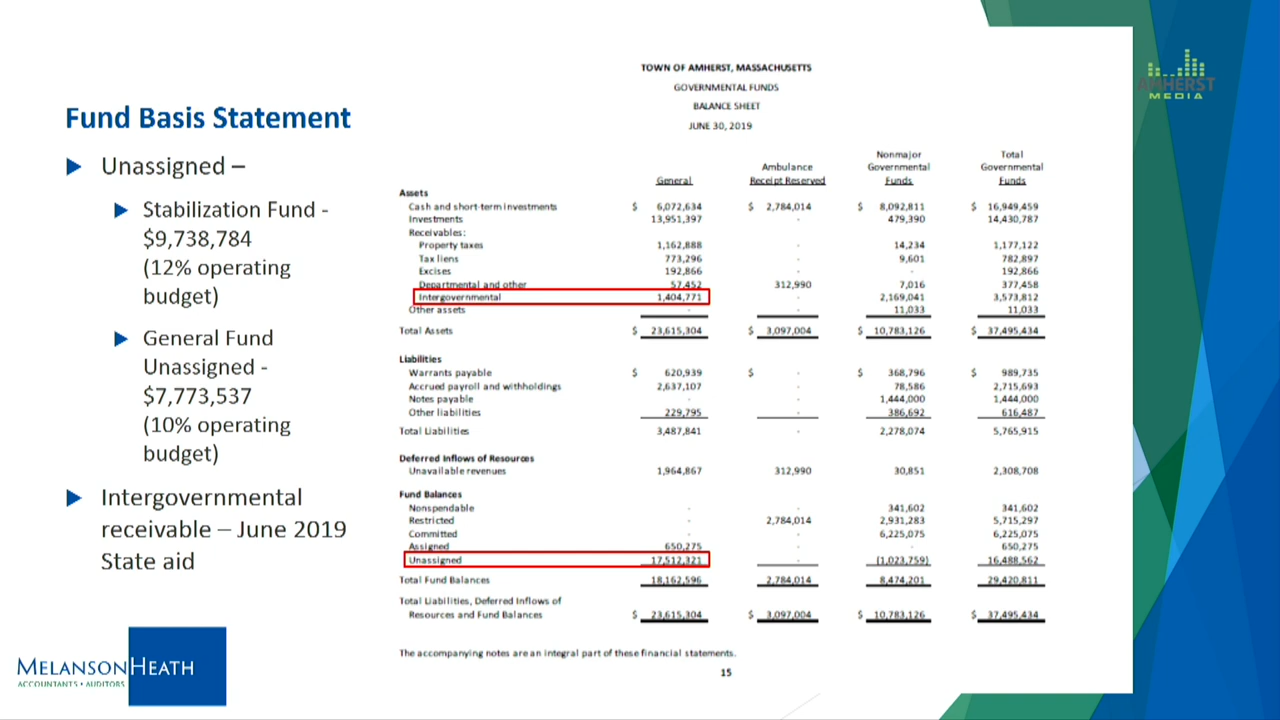 Fund Basis Statement
Unassigned –
Stabilization Fund -
$9,738,784
(12% operating
budget)
General Fund
Unassigned -
$7,773,537
(10% operating
budget)
Intergovernmental
receivable – June 2019
State aid
MELANSONHEATH
ACCOUNTANTS • AUDITORS
TOWN OF AMHERST, MASSACHUSETTS
GOVERNMENTAL FUNDS
BALANCE SHEET
JUNE 30, 2019
Nonmajor Total
Ambulance Governmental Governmental
General Receipt Reserved Funds Funds
Assets
Cash and short-term investments $ 6,072,634 $ 2,784,014 $ 8,092,811 $ 16,949,459
Investments 13,951,397 - 479,390 14,430,787
Receivables:
Property taxes 1,162,888 - 14,234 1,177,122
Tax liens 773,296 - 9,601 782,897
Excises 192,866 - - 192,866
Departmental and other 57,452 312,990 7,016 377,458
Intergovernmental 1,404,771 - 2,169,041 3,573,812
Other assets - - 11,033 11,033
Total Assets $ 23,615,304 $ 3,097,004 $ 10,783,126 $ 37,495,434
Liabilities
Warrants payable $ 620,939 $ - $ 368,796 $ 989,735
Accrued payroll and withholdings 2,637,107 - 78,586 2,715,693
Notes payable - - 1,444,000 1,444,000
Other liabilities 229,795 - 386,692 616,487
Total Liabilities 3,487,841 - 2,278,074 5,765,915
Deferred Inflows of Resources
Unavailable revenues 1,964,867 312,990 30,851 2,308,708
Fund Balances
Nonspendable - - 341,602 341,602
Restricted - 2,784,014 2,931,283 5,715,297
Committed - - 6,225,075 6,225,075
Assigned 650,275 - - 650,275
Unassigned 17,512,321 - (1,023,759) 16,488,562
Total Fund Balances 18,162,596 2,784,014 8,474,201 29,420,811
Total Liabilities, Deferred Inflows of
Resources and Fund Balances $ 23,615,304 $ 3,097,004 $ 10,783,126 $ 37,495,434
The accompanying notes are an integral part of these financial statements.
15
AMHERST
MEDIA